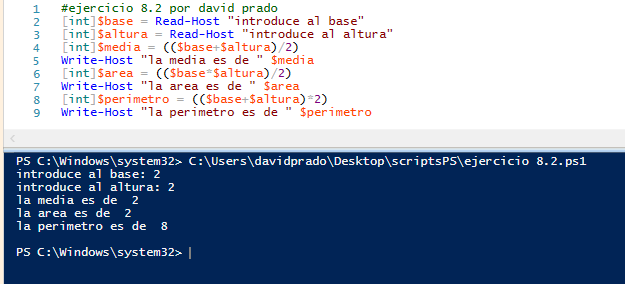 1 #ejercicio 8.2 por david prado
2 [int]$base = Read-Host "introduce al base"
3 [int]$altura = Read-Host "introduce al altura"
4 [int]$media = (($base+$altura)/2)
5 Write-Host "la media es de " $media
6 [int]$area = (($base*$altura)/2)
7 Write-Host "la area es de " $area
8 [int]$perimetro = (($base+$altura)*2)
9 Write-Host "la perimetro es de " $perimetro
PS C:\Windows\system32> C:\Users\davidprado\Desktop\scriptsPS\ejercicio 8.2.ps1
introduce al base: 2
introduce al altura: 2
la media es de  2
la area es de  2
la perimetro es de  8
PS C:\Windows\system32>